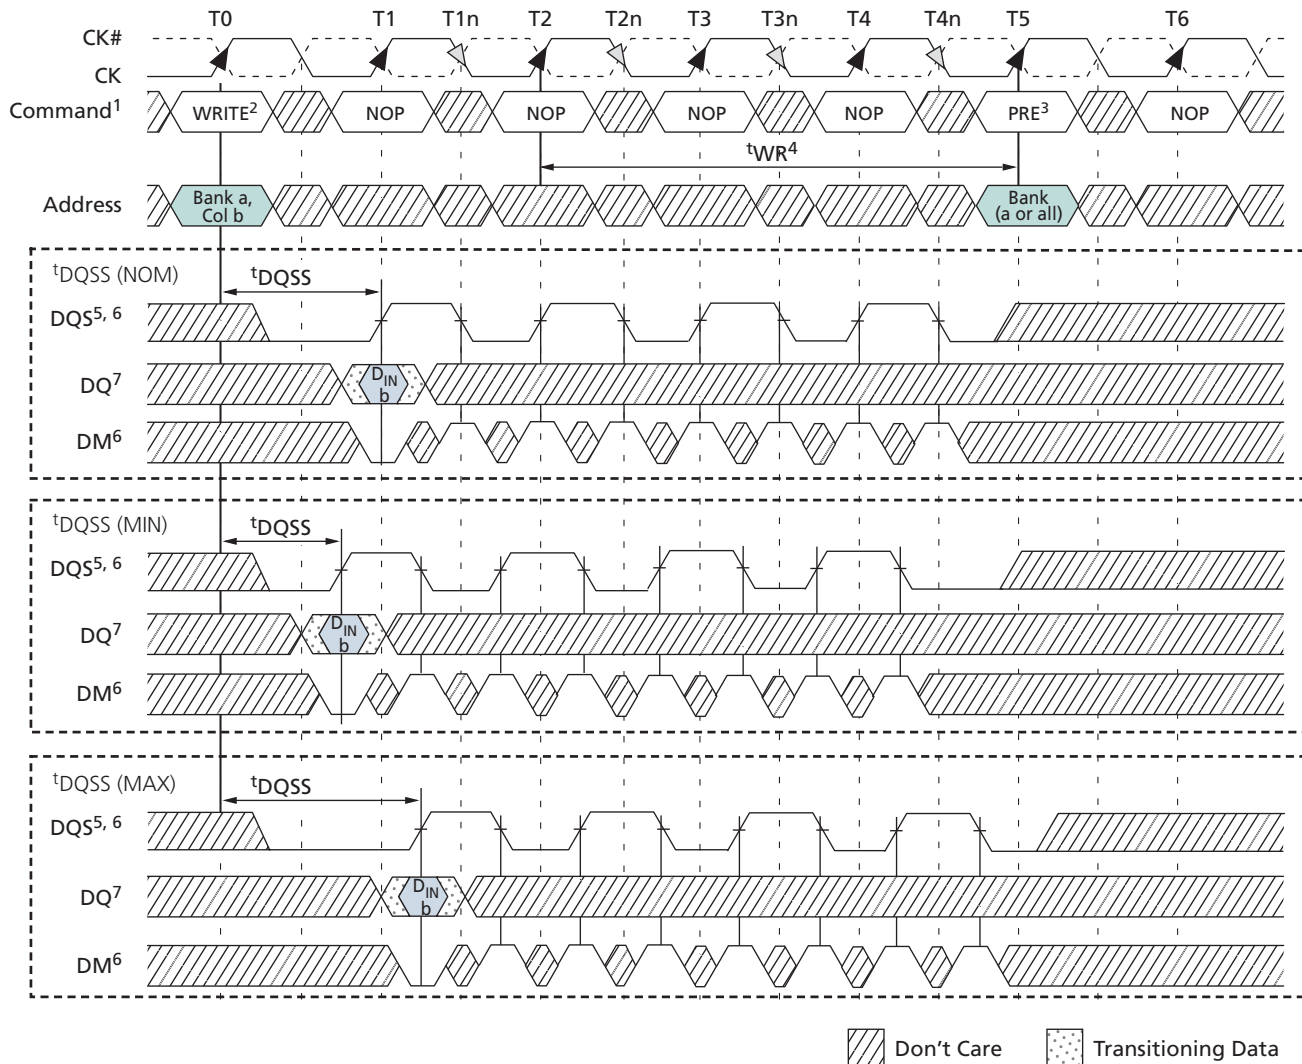 T0 T1 T1n T2 T2n T3 T3n T4 T4n T5 T6
CK#
CK
Command¹ WRITE² NOP NOP NOP NOP PRE³ NOP
ᵗWR⁴
Address Bank a, Col b Bank (a or all)
ᵗDQSS (NOM) ᵗDQSS
DQS⁵, ⁶
DQ⁷ DIN b
DM⁶
ᵗDQSS (MIN) ᵗDQSS
DQS⁵, ⁶
DQ⁷ DIN b
DM⁶
ᵗDQSS (MAX) ᵗDQSS
DQS⁵, ⁶
DQ⁷ DIN b
DM⁶
Don't Care Transitioning Data